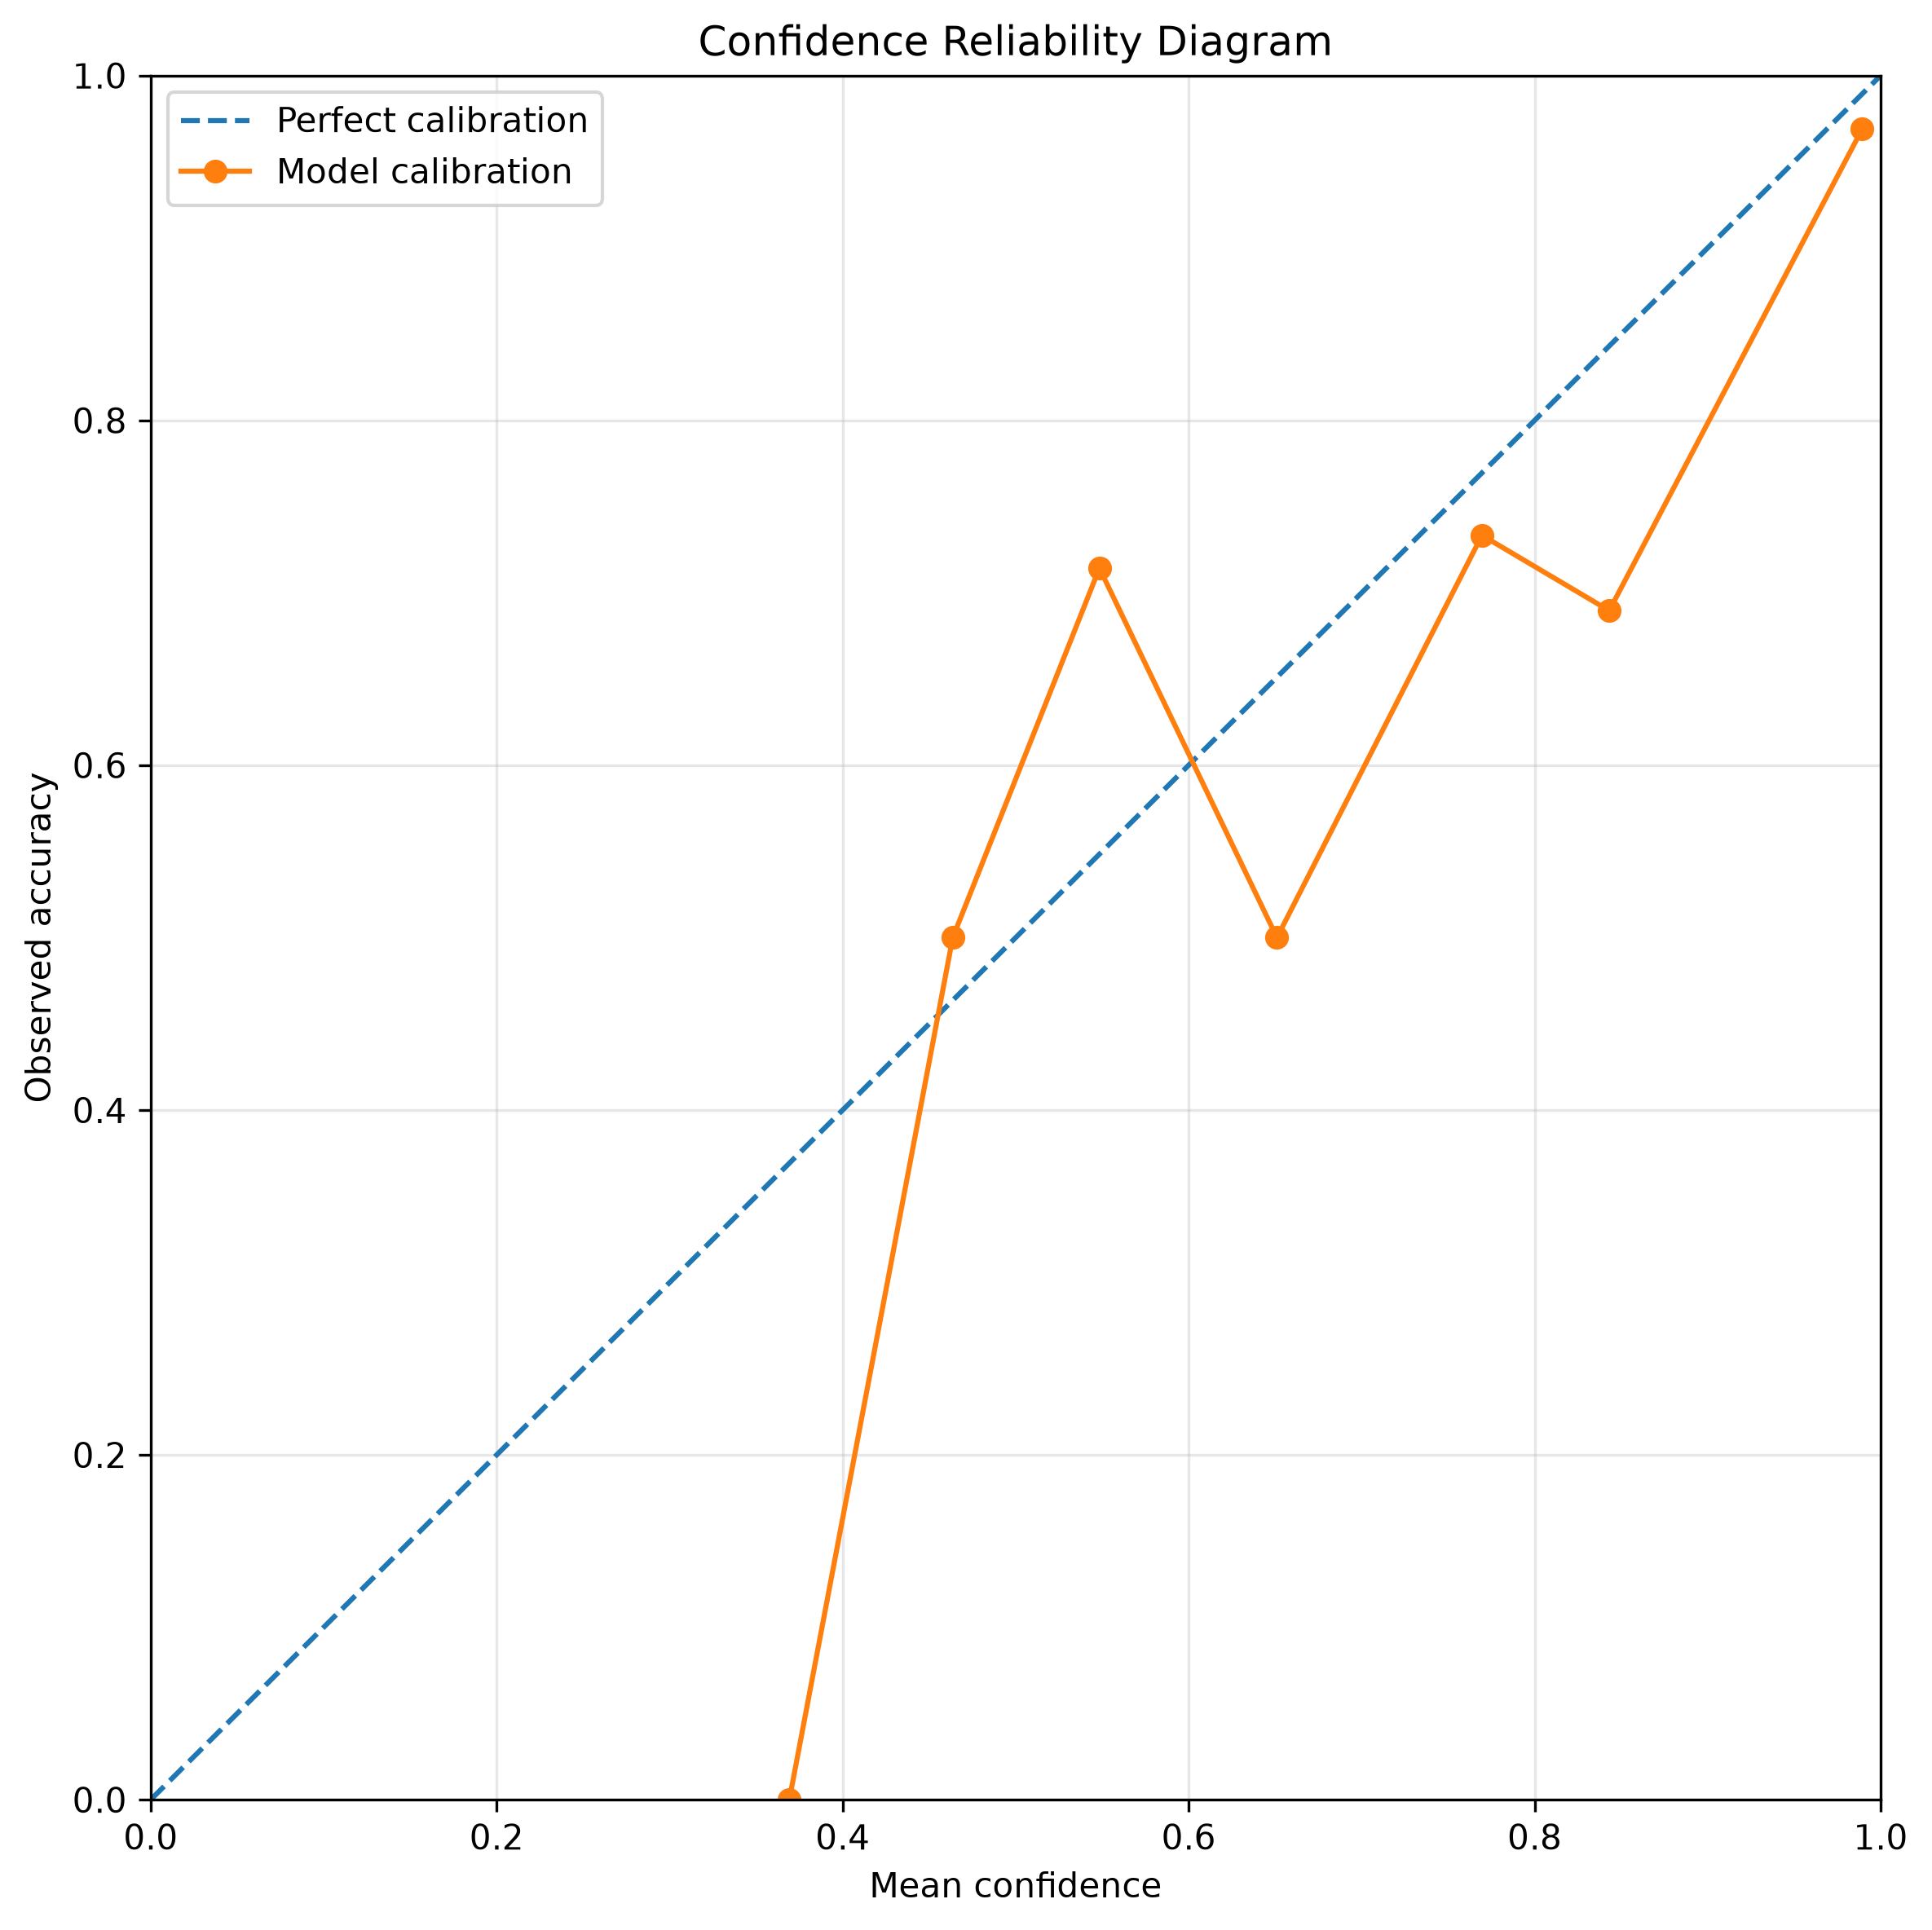 Confidence Reliability Diagram
Perfect calibration
Model calibration
Observed accuracy
1.0
0.8
0.6
0.4
0.2
0.0
0.0 0.2 0.4 0.6 0.8 1.0
Mean confidence